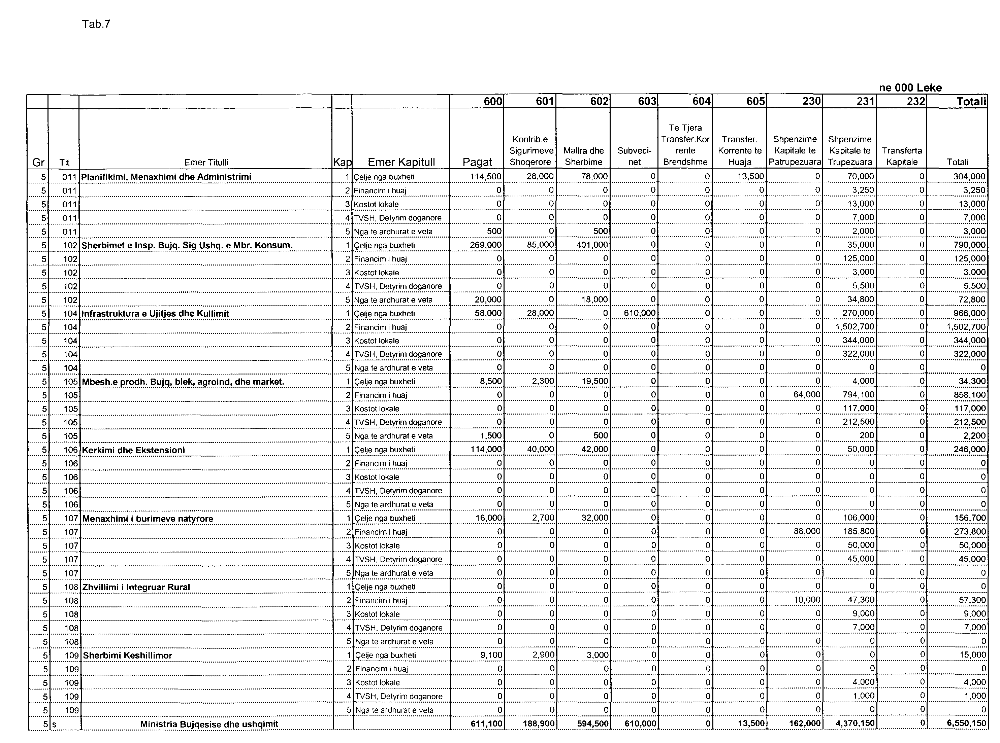 Tab.7
ne 000 Leke
600 601 602 603 604 605 230 231 232 Totali
Gr Tit Emer Titulli Kap Emer Kapitull Pagat Kontrib.e Sigurimeve Shoqerore Mallra dhe Sherbime Subveci-net Te Tjera Transfer.Kor rente Brendshme Transfer. Korrente te Huaja Shpenzime Kapitale te Patrupezuara Shpenzime Kapitale te Trupezuara Transferta Kapitale Totali
5 011 Planifikimi, Menaxhimi dhe Administrimi 1 Çelje nga buxheti 114,500 28,000 78,000 0 0 13,500 0 70,000 0 304,000
5 011 2 Financim i huaj 0 0 0 0 0 0 0 3,250 0 3,250
5 011 3 Kostot lokale 0 0 0 0 0 0 0 13,000 0 13,000
5 011 4 TVSH, Detyrim doganore 0 0 0 0 0 0 0 7,000 0 7,000
5 011 5 Nga te ardhurat e veta 500 0 500 0 0 0 0 2,000 0 3,000
5 102 Sherbimet e Insp. Bujq. Sig Ushq. e Mbr. Konsum. 1 Çelje nga buxheti 269,000 85,000 401,000 0 0 0 0 35,000 0 790,000
5 102 2 Financim i huaj 0 0 0 0 0 0 0 125,000 0 125,000
5 102 3 Kostot lokale 0 0 0 0 0 0 0 3,000 0 3,000
5 102 4 TVSH, Detyrim doganore 0 0 0 0 0 0 0 5,500 0 5,500
5 102 5 Nga te ardhurat e veta 20,000 0 18,000 0 0 0 0 34,800 0 72,800
5 104 Infrastruktura e Ujitjes dhe Kullimit 1 Çelje nga buxheti 58,000 28,000 0 610,000 0 0 0 270,000 0 966,000
5 104 2 Financim i huaj 0 0 0 0 0 0 0 1,502,700 0 1,502,700
5 104 3 Kostot lokale 0 0 0 0 0 0 0 344,000 0 344,000
5 104 4 TVSH, Detyrim doganore 0 0 0 0 0 0 0 322,000 0 322,000
5 104 5 Nga te ardhurat e veta 0 0 0 0 0 0 0 0 0 0
5 105 Mbesh.e prodh. Bujq, blek, agroind, dhe market. 1 Çelje nga buxheti 8,500 2,300 19,500 0 0 0 0 4,000 0 34,300
5 105 2 Financim i huaj 0 0 0 0 0 0 64,000 794,100 0 858,100
5 105 3 Kostot lokale 0 0 0 0 0 0 0 117,000 0 117,000
5 105 4 TVSH, Detyrim doganore 0 0 0 0 0 0 0 212,500 0 212,500
5 105 5 Nga te ardhurat e veta 1,500 0 500 0 0 0 0 200 0 2,200
5 106 Kerkimi dhe Ekstensioni 1 Çelje nga buxheti 114,000 40,000 42,000 0 0 0 0 50,000 0 246,000
5 106 2 Financim i huaj 0 0 0 0 0 0 0 0 0 0
5 106 3 Kostot lokale 0 0 0 0 0 0 0 0 0 0
5 106 4 TVSH, Detyrim doganore 0 0 0 0 0 0 0 0 0 0
5 106 5 Nga te ardhurat e veta 0 0 0 0 0 0 0 0 0 0
5 107 Menaxhimi i burimeve natyrore 1 Çelje nga buxheti 16,000 2,700 32,000 0 0 0 0 106,000 0 156,700
5 107 2 Financim i huaj 0 0 0 0 0 0 88,000 185,800 0 273,800
5 107 3 Kostot lokale 0 0 0 0 0 0 0 50,000 0 50,000
5 107 4 TVSH, Detyrim doganore 0 0 0 0 0 0 0 45,000 0 45,000
5 107 5 Nga te ardhurat e veta 0 0 0 0 0 0 0 0 0 0
5 108 Zhvillimi i Integruar Rural 1 Çelje nga buxheti 0 0 0 0 0 0 0 0 0 0
5 108 2 Financim i huaj 0 0 0 0 0 0 10,000 47,300 0 57,300
5 108 3 Kostot lokale 0 0 0 0 0 0 0 9,000 0 9,000
5 108 4 TVSH, Detyrim doganore 0 0 0 0 0 0 0 7,000 0 7,000
5 108 5 Nga te ardhurat e veta 0 0 0 0 0 0 0 0 0 0
5 109 Sherbimi Keshillimor 1 Çelje nga buxheti 9,100 2,900 3,000 0 0 0 0 0 0 15,000
5 109 2 Financim i huaj 0 0 0 0 0 0 0 0 0 0
5 109 3 Kostot lokale 0 0 0 0 0 0 0 4,000 0 4,000
5 109 4 TVSH, Detyrim doganore 0 0 0 0 0 0 0 1,000 0 1,000
5 109 5 Nga te ardhurat e veta 0 0 0 0 0 0 0 0 0 0
5 s Ministria Bujqesise dhe ushqimit 611,100 188,900 594,500 610,000 0 13,500 162,000 4,370,150 0 6,550,150